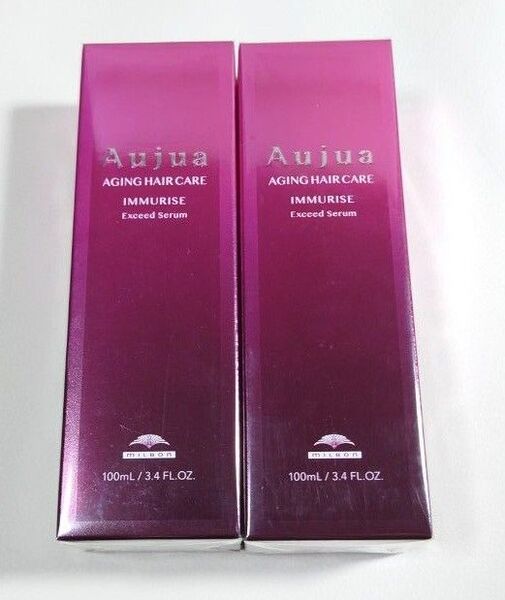 Aujua
AGING HAIR CARE
IMMURISE
Exceed Serum
MILBON
100mL / 3.4 FL.OZ.
Aujua
AGING HAIR CARE
IMMURISE
Exceed Serum
MILBON
100mL / 3.4 FL.OZ.